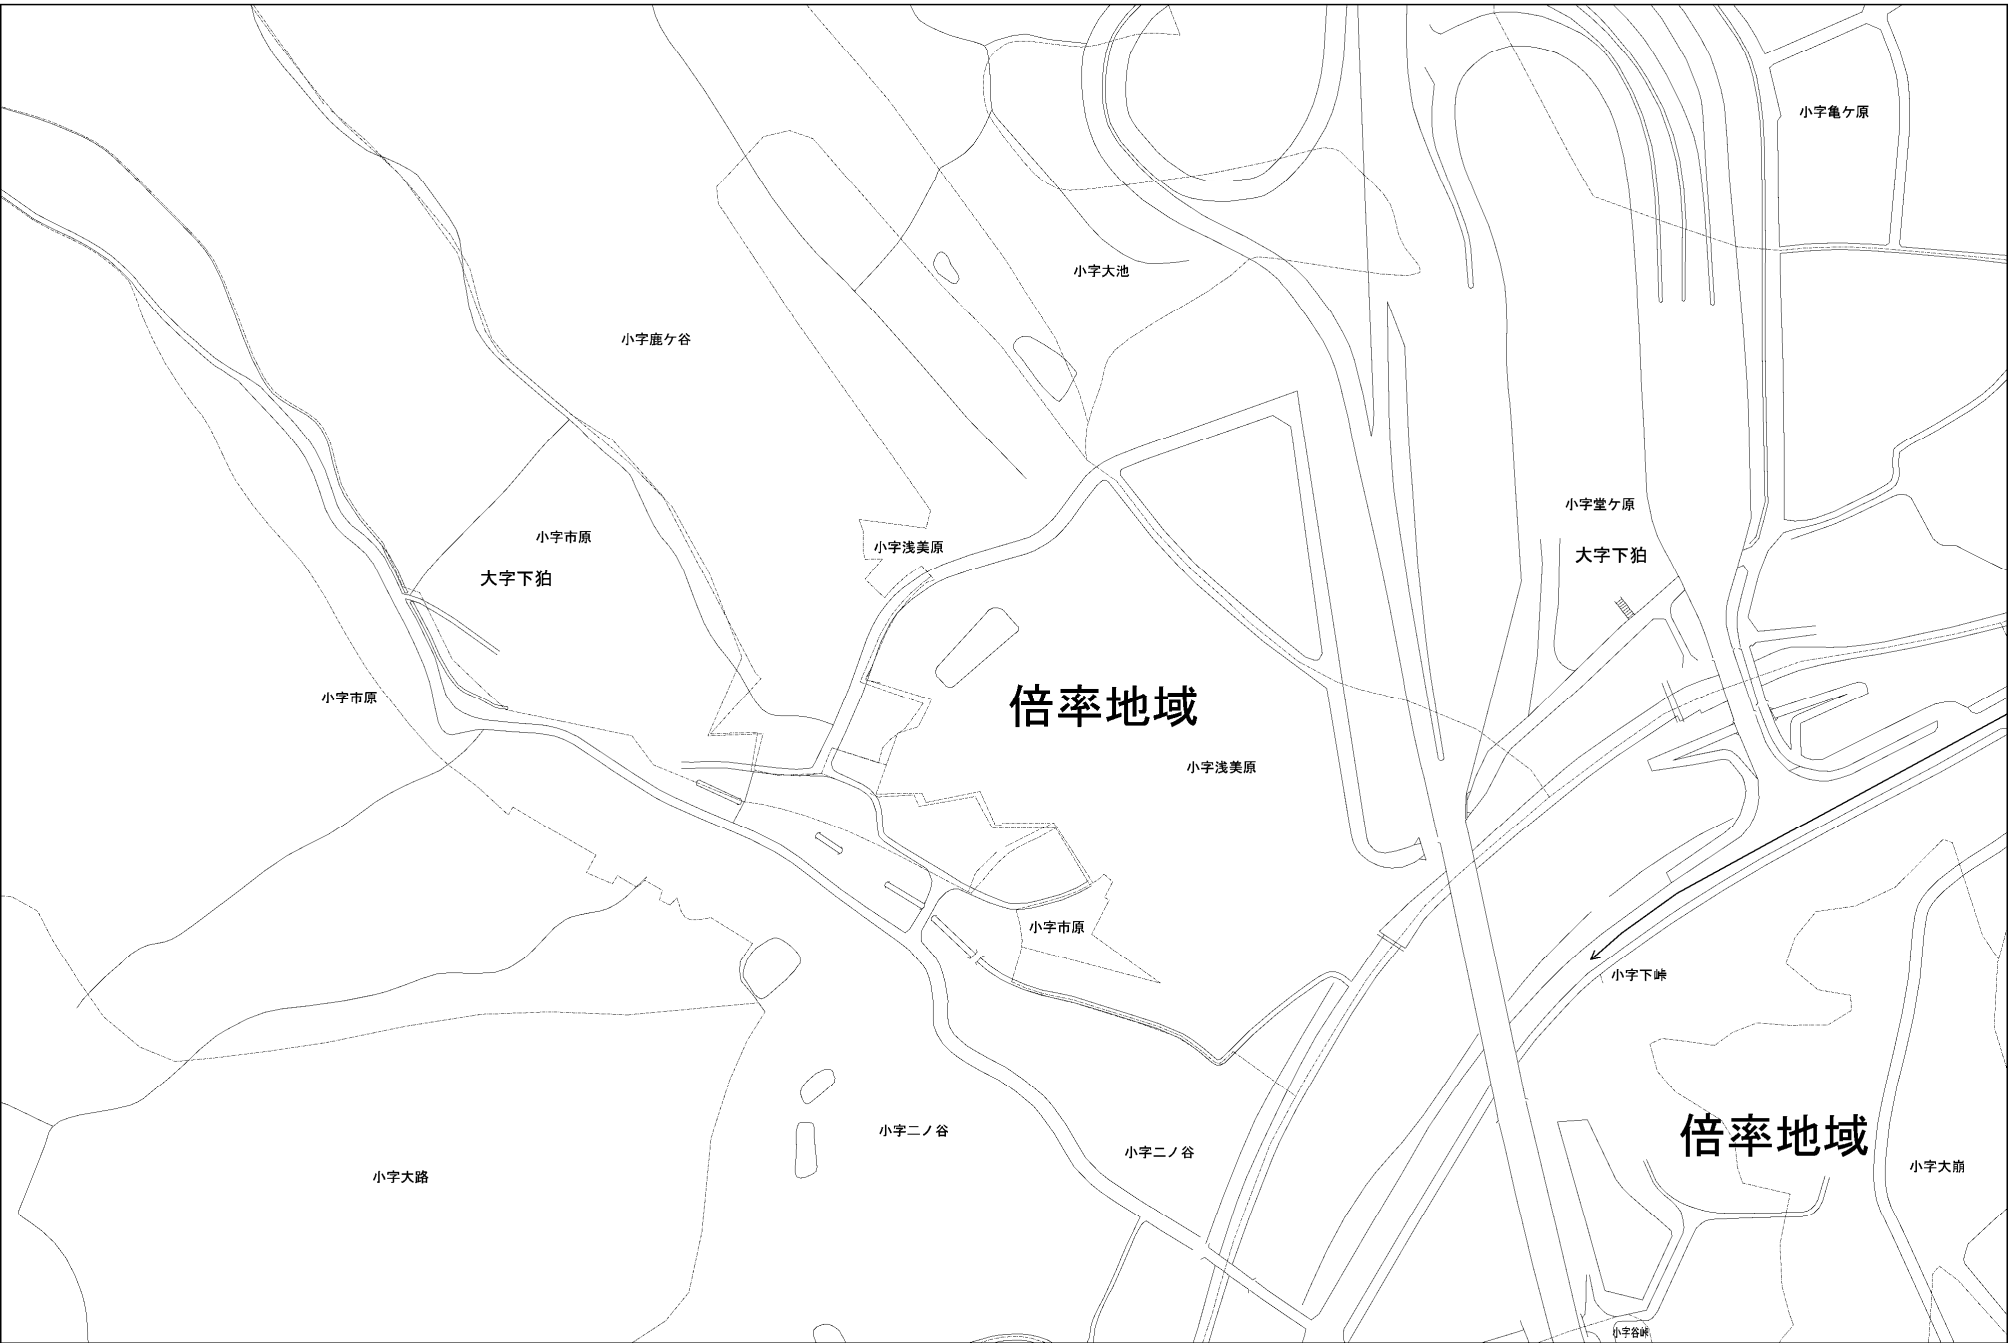 小字亀ケ原
小字大池
小字鹿ケ谷
小字堂ケ原
小字市原
小字浅美原
大字下狛
大字下狛
小字市原
倍率地域
小字浅美原
小字市原
小字下峠
小字二ノ谷
倍率地域
小字二ノ谷
小字大崩
小字大路
小字谷峠